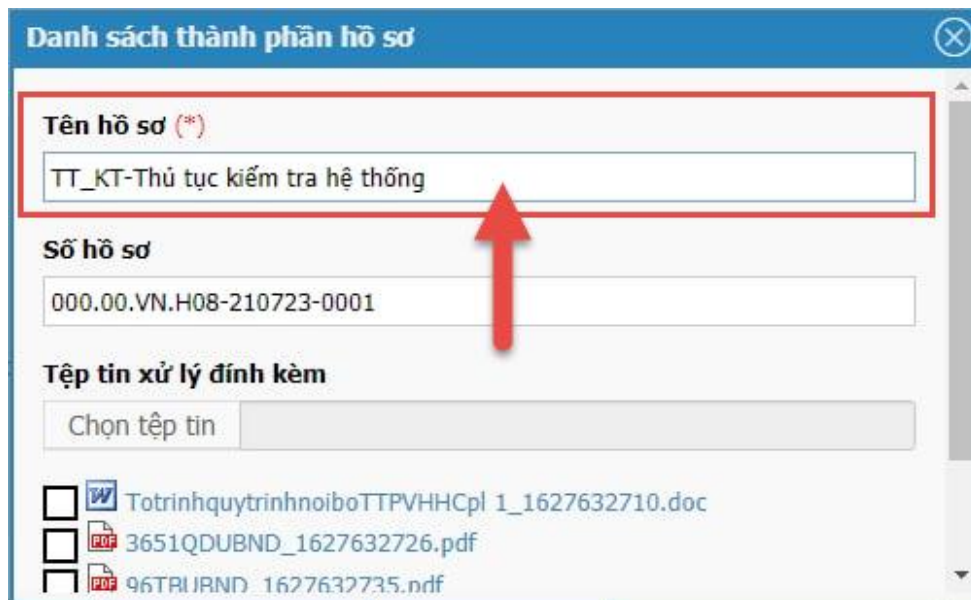 Danh sách thành phần hồ sơ
Tên hồ sơ (*)
TT_KT-Thủ tục kiểm tra hệ thống
Số hồ sơ
000.00.VN.H08-210723-0001
Tệp tin xử lý đính kèm
Chọn tệp tin
TotrinhquytrinhnoiboTTPVHHCpl 1_1627632710.doc
3651QDUBND_1627632726.pdf
96TBUBND_1627632735.pdf